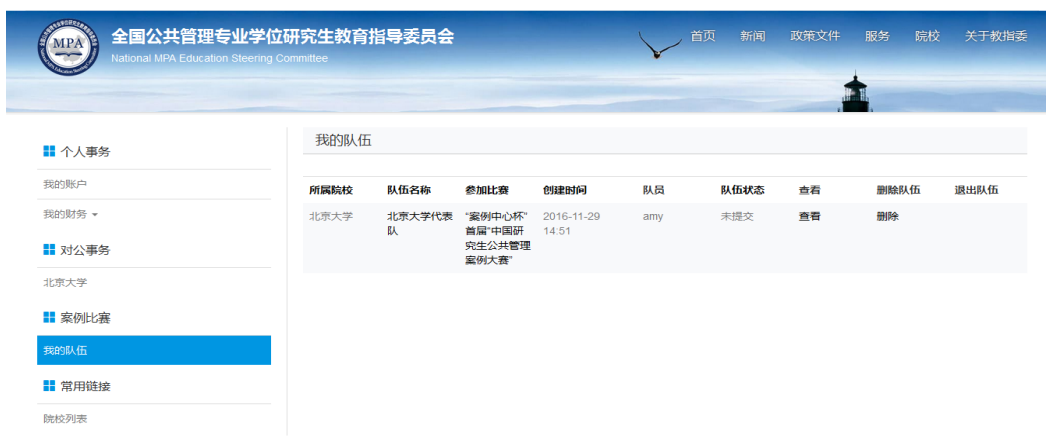 MPA
全国公共管理专业学位研究生教育指导委员会
National MPA Education Steering Committee
首页 新闻 政策文件 服务 院校 关于教指委
个人事务
我的账户
我的财务
对公事务
北京大学
案例比赛
我的队伍
常用链接
院校列表
我的队伍
所属院校 队伍名称 参加比赛 创建时间 队员 队伍状态 查看 删除队伍 退出队伍
北京大学 北京大学代表 “案例中心杯” 2016-11-29 amy 未提交 查看 删除
队 首届“中国研 14:51
究生公共管理
案例大赛”